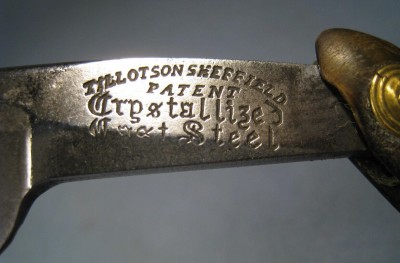 TILLOTSON SHEFFIELD
PATENT
Crystallized
Cast Steel